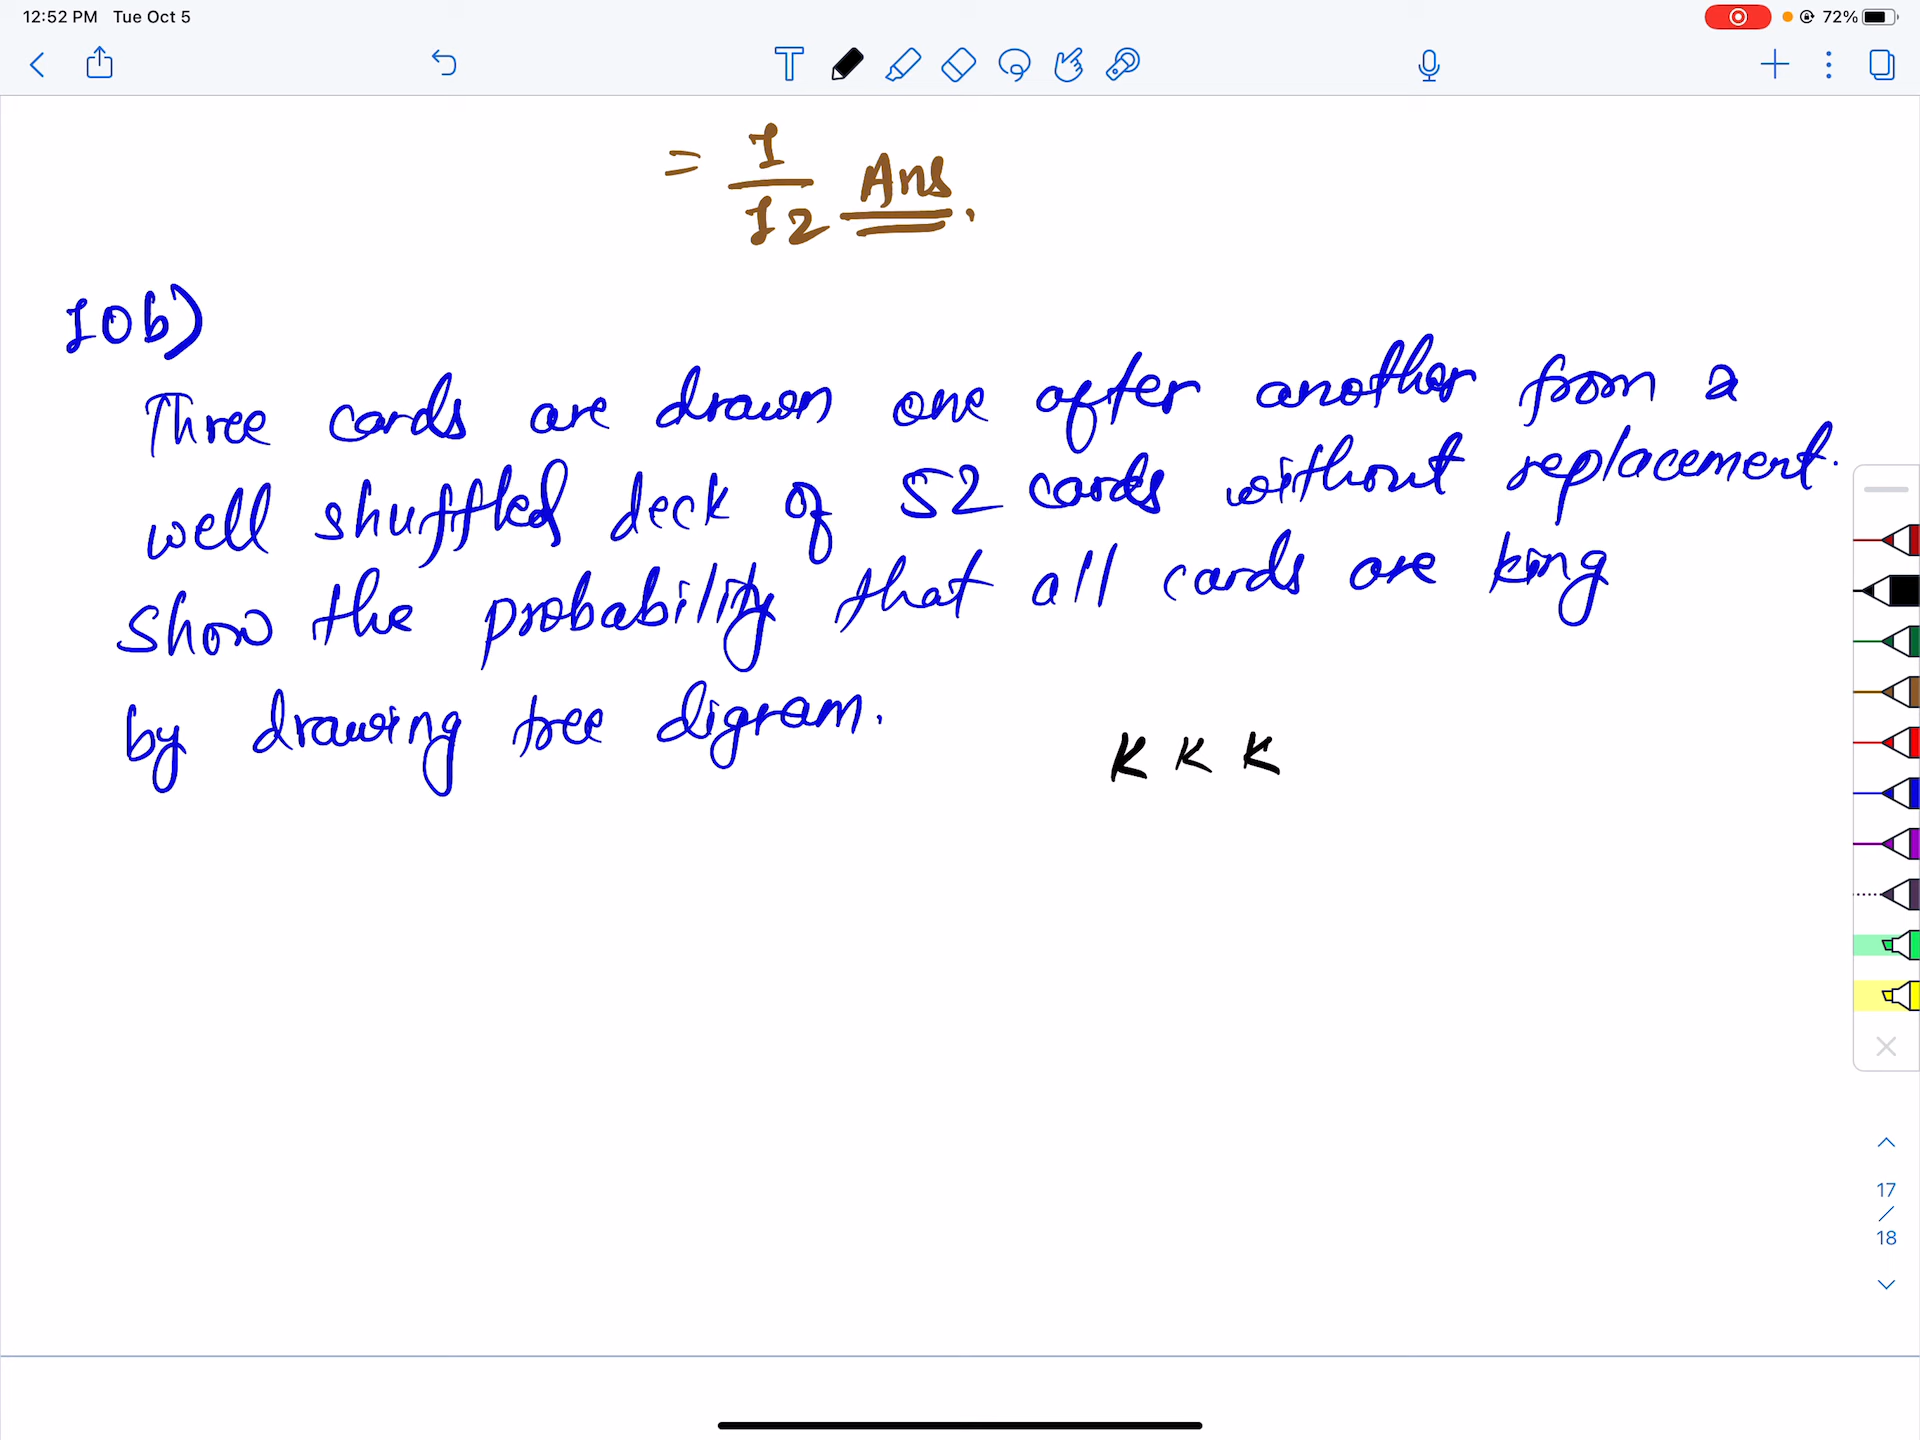 12:52 PM Tue Oct 5
72%
T
= 1/12 Ans.
10b)
Three cards are drawn one after another from a
well shuffled deck of 52 cards without replacement.
show the probability that all cards are king
by drawing tree digram.
K K K
17
/
18